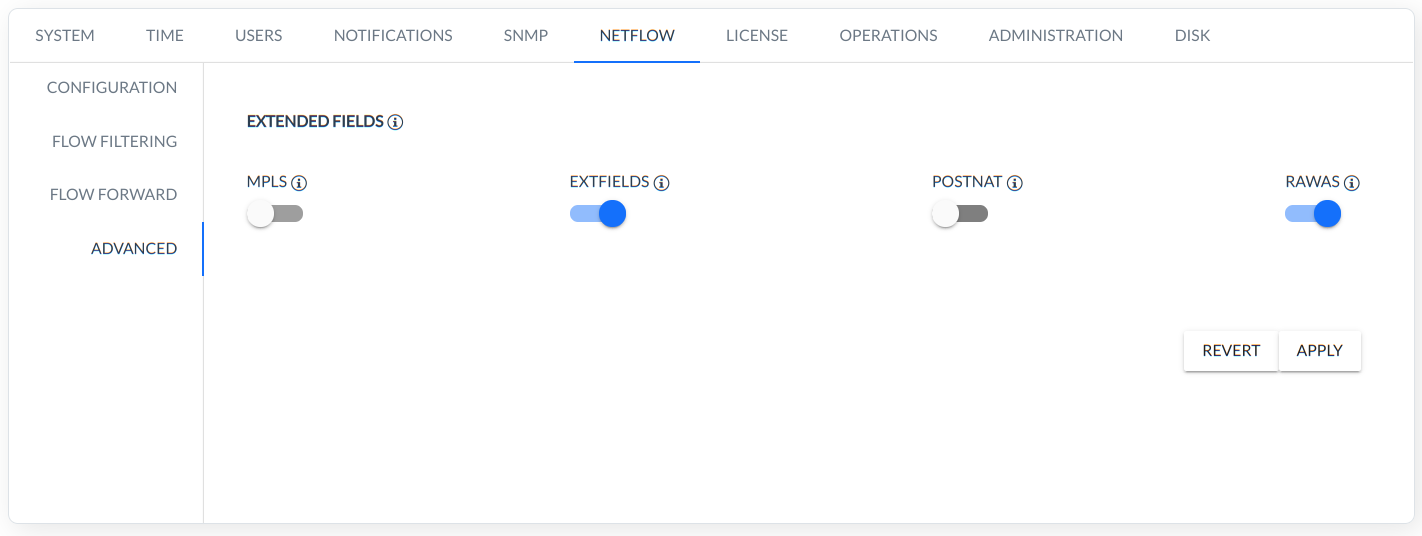 SYSTEM TIME USERS NOTIFICATIONS SNMP NETFLOW LICENSE OPERATIONS ADMINISTRATION DISK
CONFIGURATION
FLOW FILTERING
FLOW FORWARD
ADVANCED
EXTENDED FIELDS
MPLS EXTFIELDS POSTNAT RAWAS
REVERT APPLY